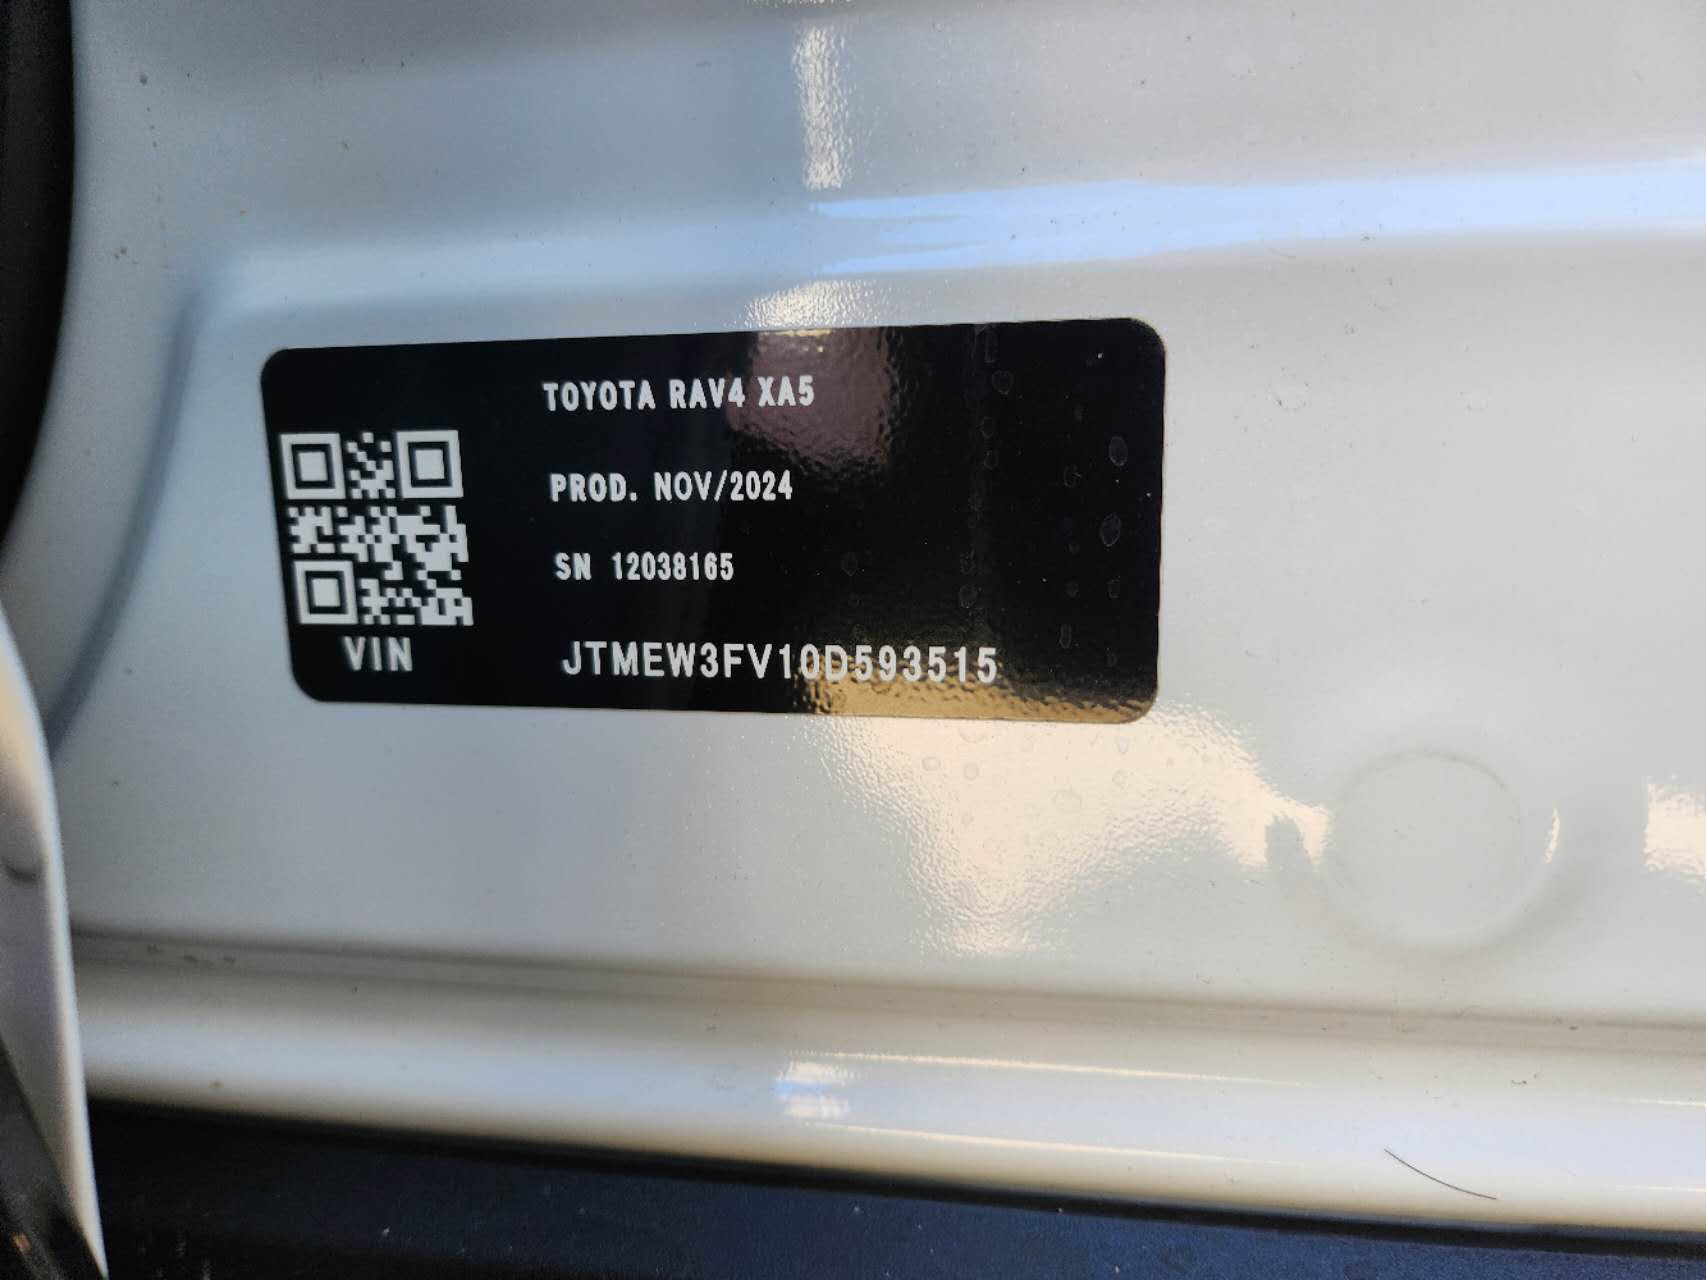 TOYOTA RAV4 XA5
PROD. NOV/2024
SN 12038165
VIN
JTMEW3FV10D593515